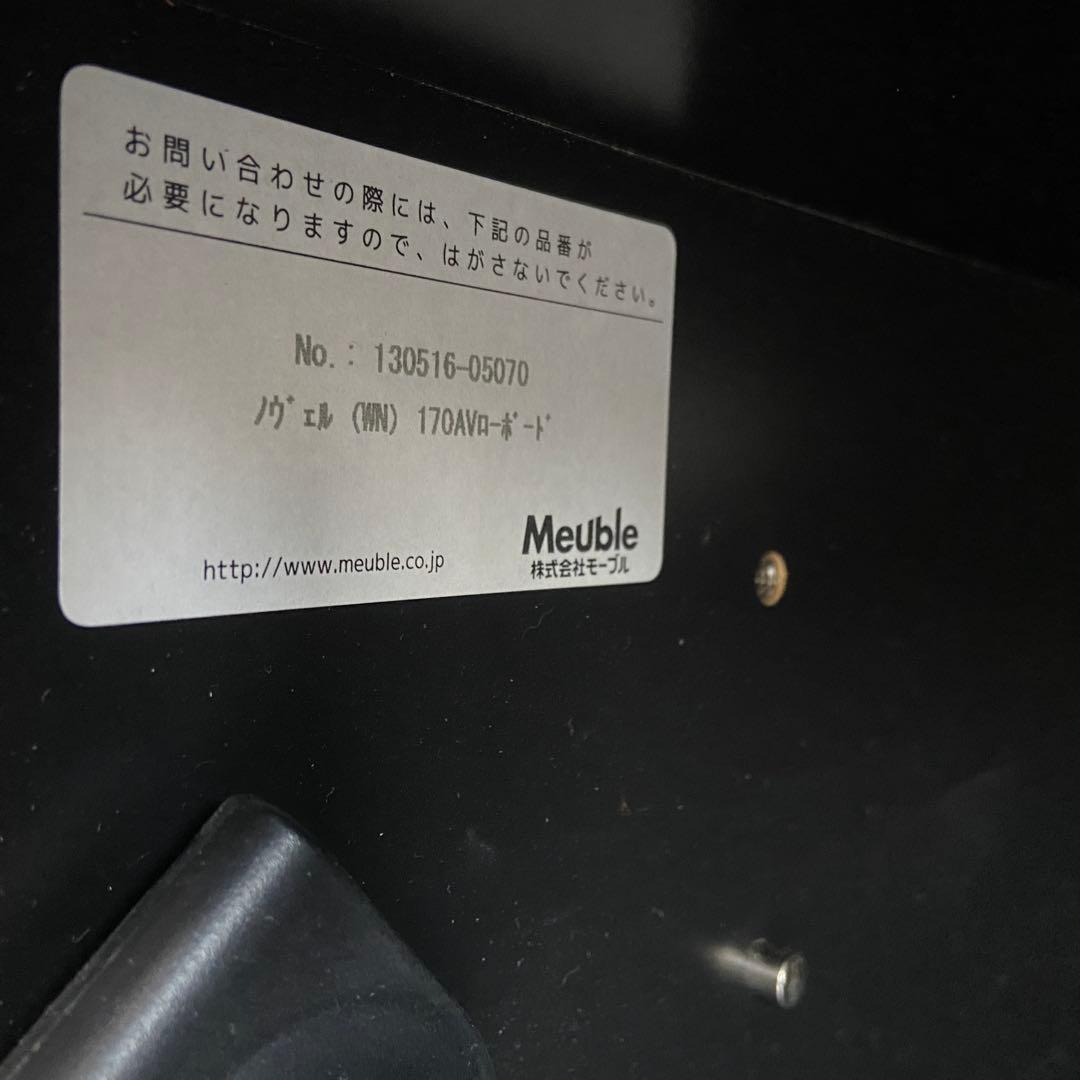 お問い合わせの際には、下記の品番が
必要になりますので、はがさないでください。
No.: 130516-05070
ﾉｳﾞｪﾙ (WN) 170AVﾛｰﾎﾞｰﾄﾞ
http://www.meuble.co.jp
Meuble
株式会社モーブル